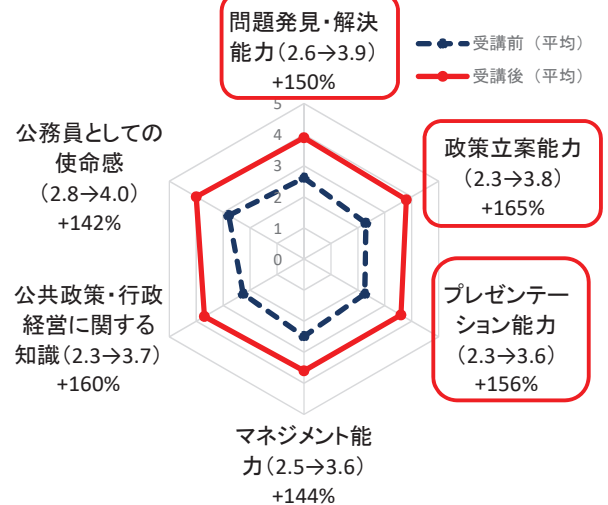 問題発見・解決
能力(2.6→3.9)
+150%
受講前（平均）
受講後（平均）
5
4
3
2
1
0
政策立案能力
(2.3→3.8)
+165%
プレゼンテー
ション能力
(2.3→3.6)
+156%
マネジメント能
力(2.5→3.6)
+144%
公共政策・行政
経営に関する
知識(2.3→3.7)
+160%
公務員としての
使命感
(2.8→4.0)
+142%